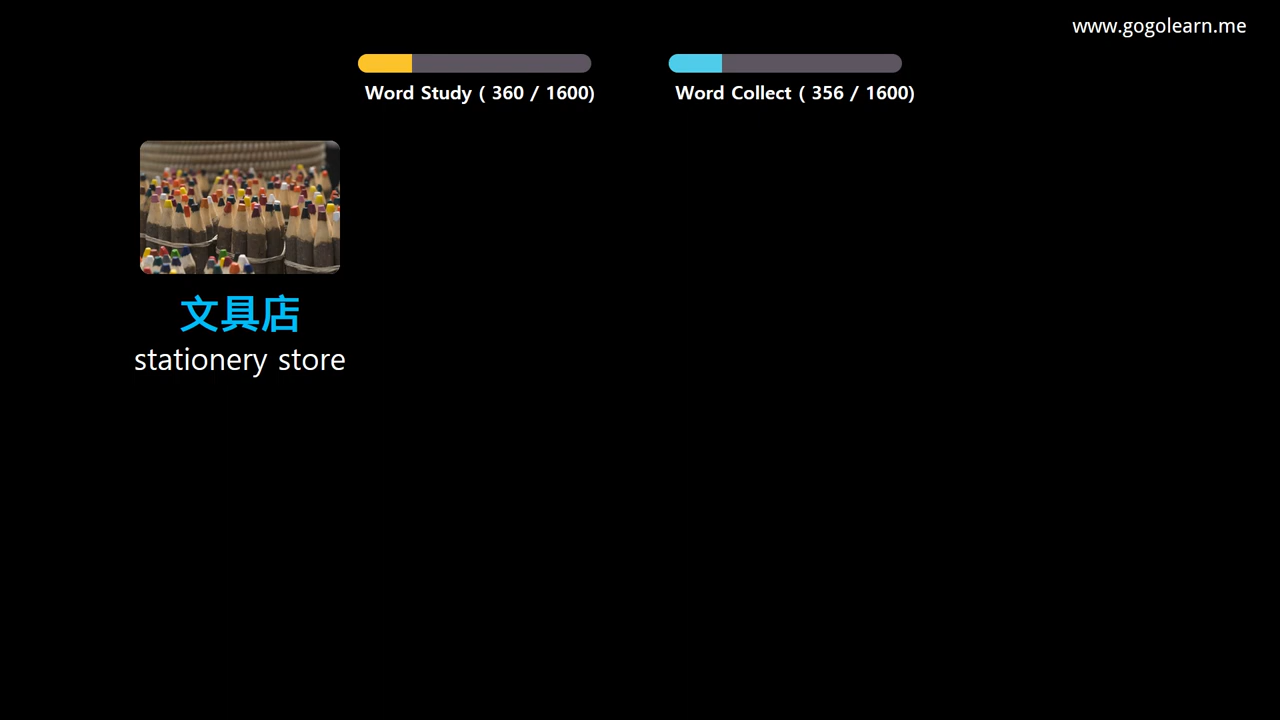 www.gogolearn.me
Word Study ( 360 / 1600)
Word Collect ( 356 / 1600)
文具店
stationery store